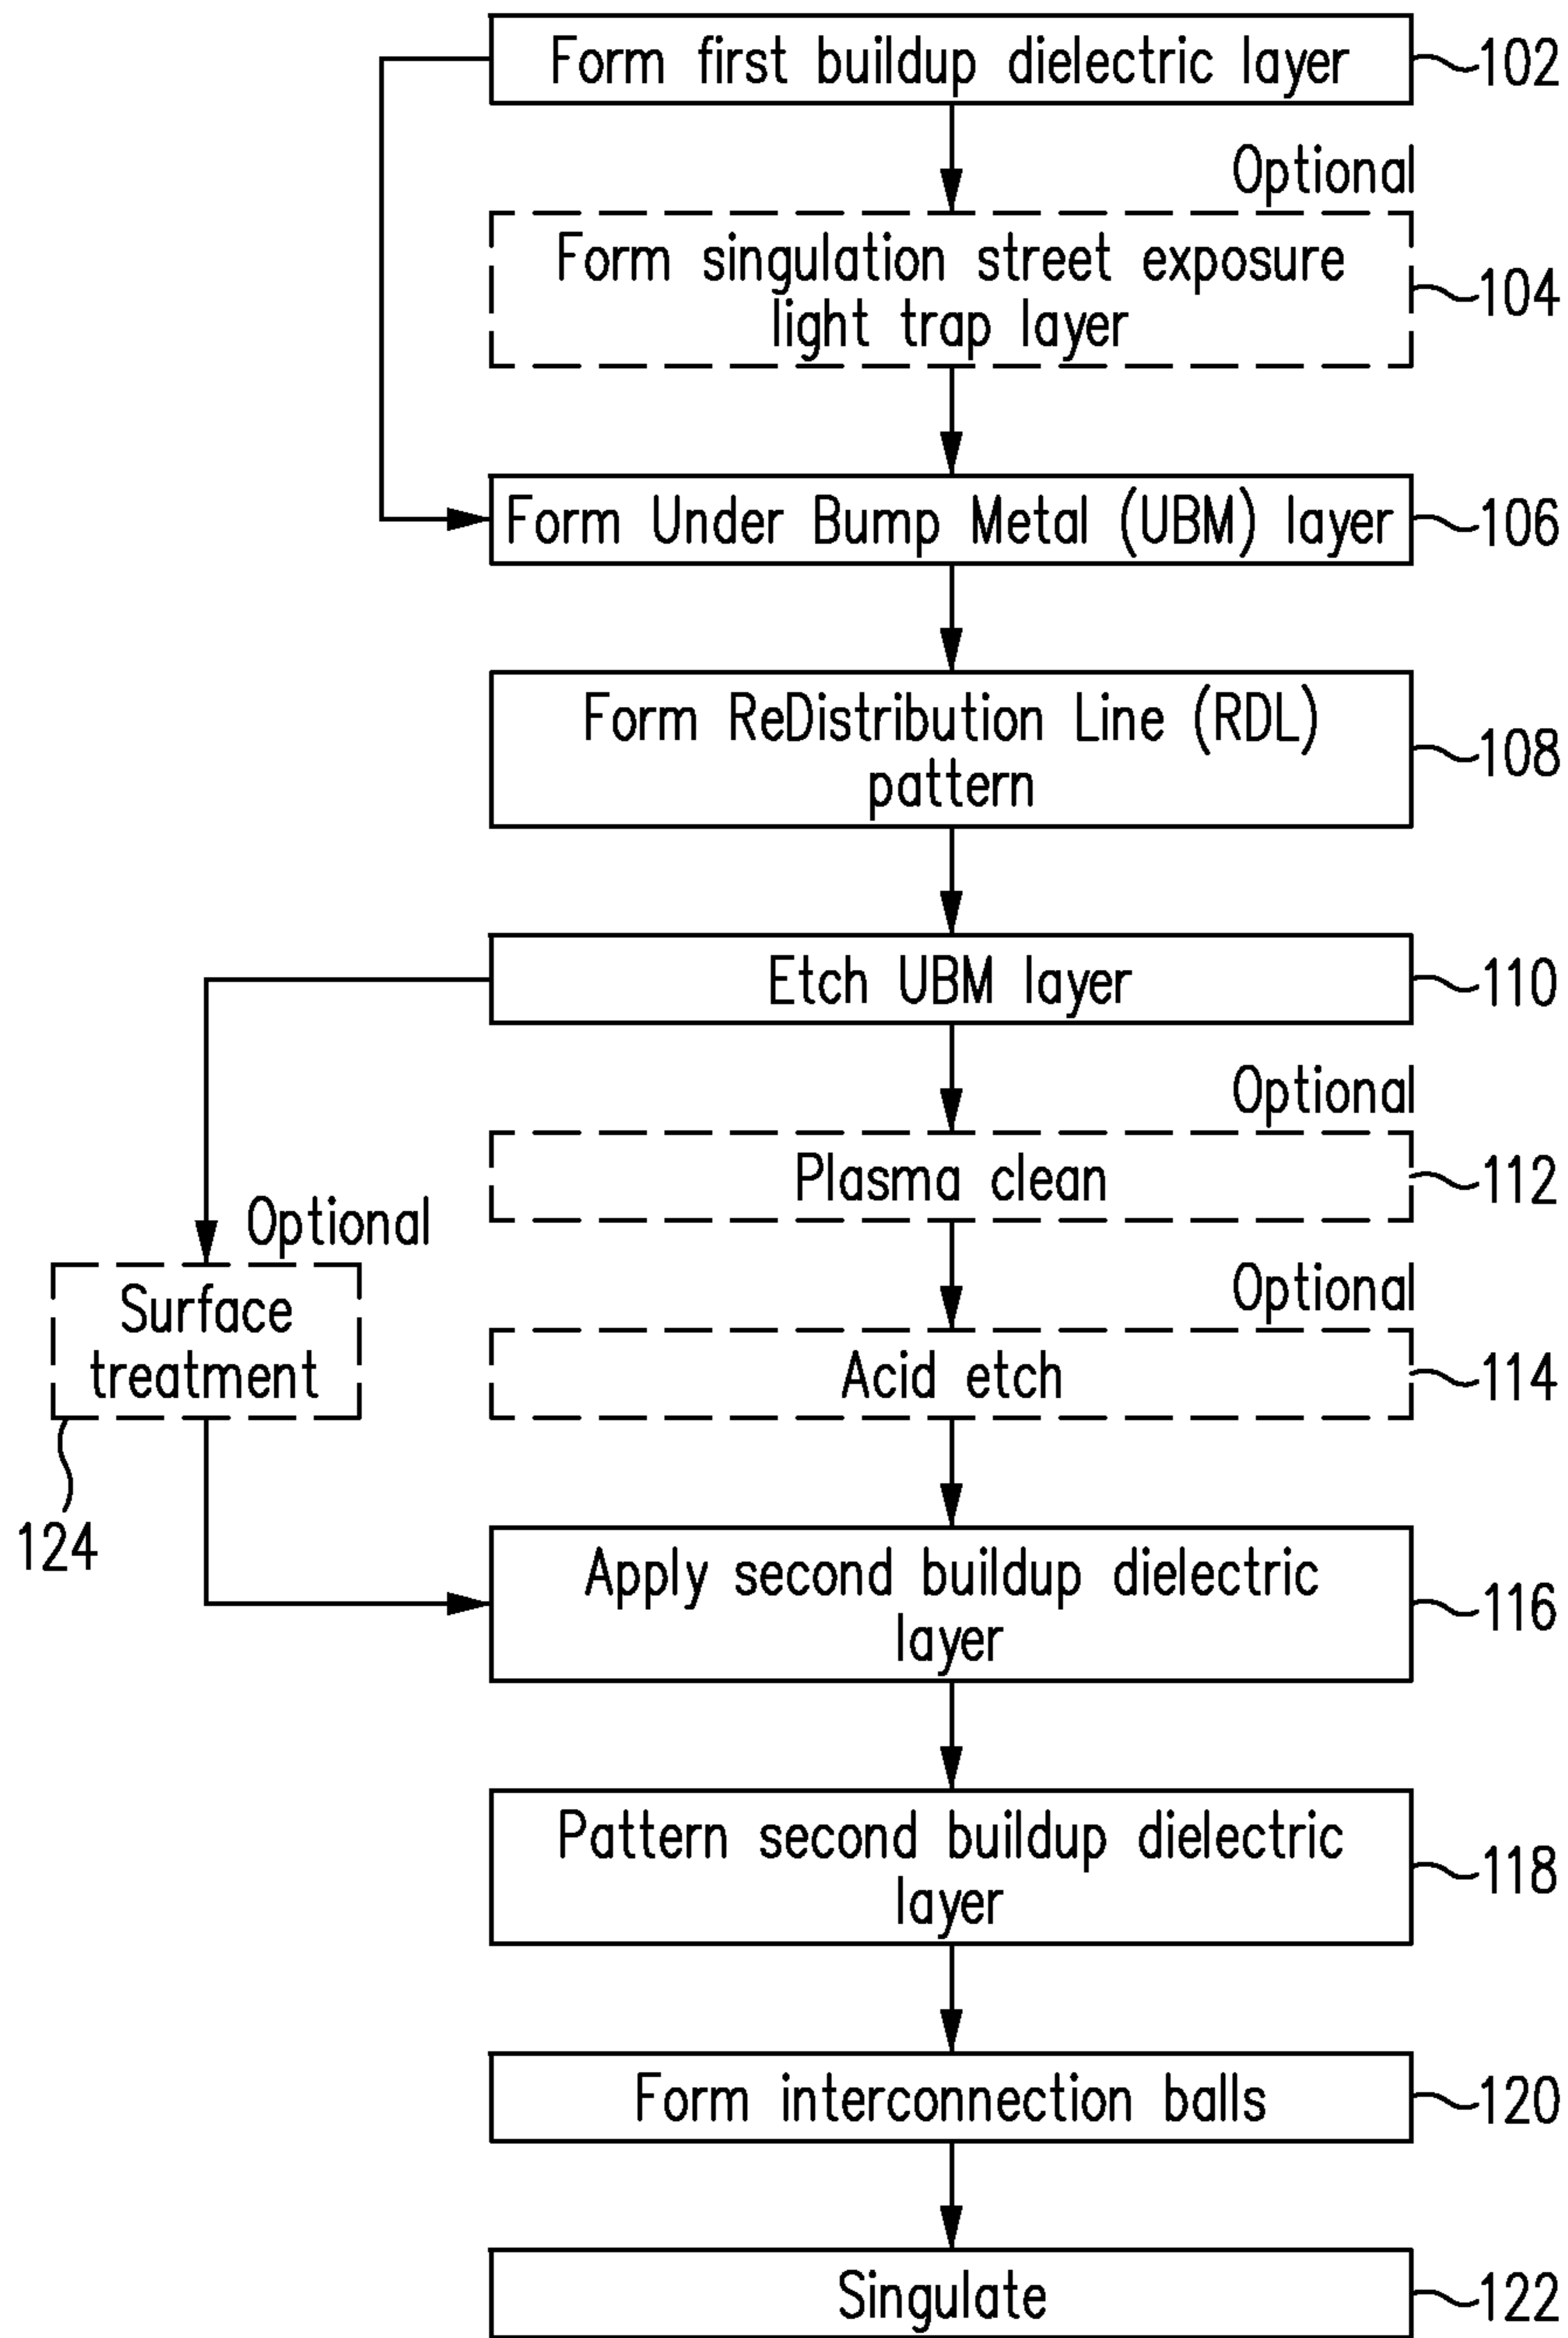 Form first buildup dielectric layer
102
Optional
Form singulation street exposure
light trap layer
104
Form Under Bump Metal (UBM) layer
106
Form ReDistribution Line (RDL)
pattern
108
Etch UBM layer
110
Optional
Plasma clean
112
Optional
Surface
treatment
124
Optional
Acid etch
114
Apply second buildup dielectric
layer
116
Pattern second buildup dielectric
layer
118
Form interconnection balls
120
Singulate
122